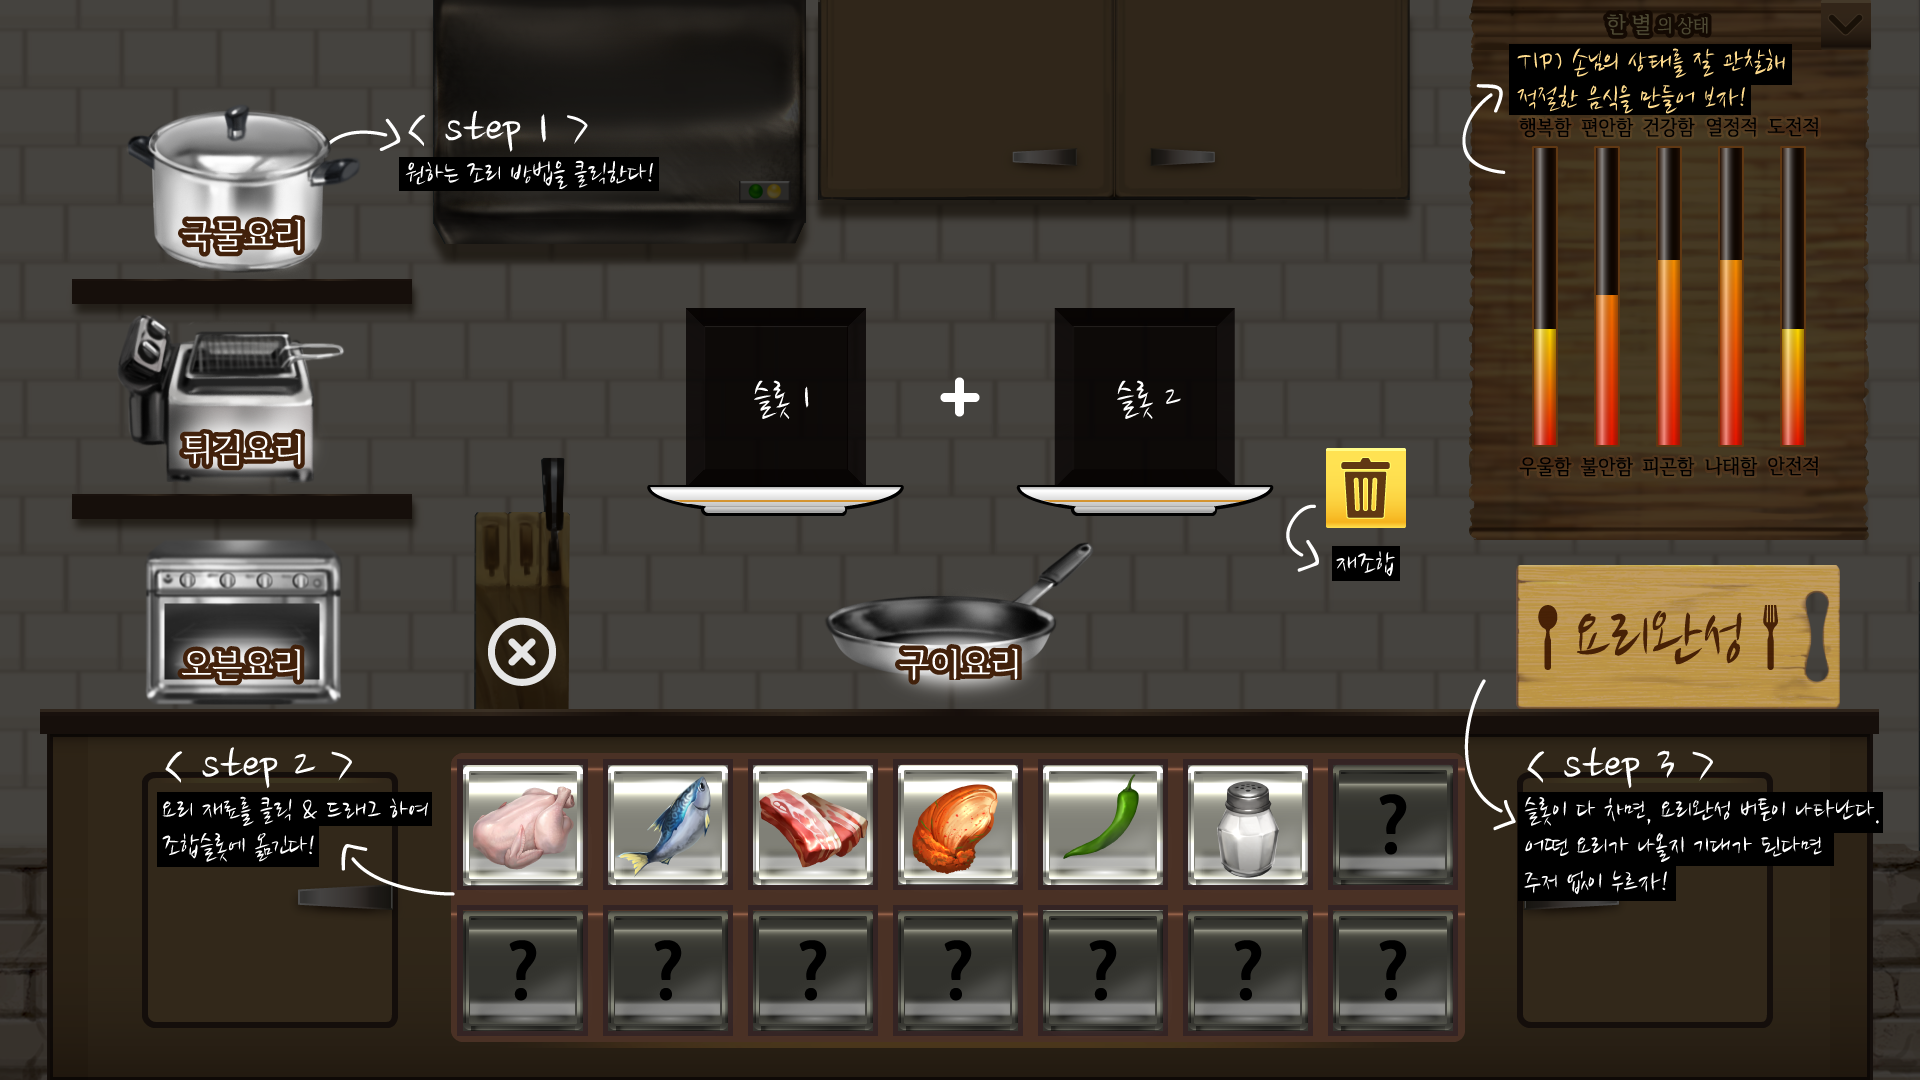 한별의 상태
TIP) 손님의 상태를 잘 관찰해
적절한 음식을 만들어 보자!
행복함 편안함 건강함 열정적 도전적
우울함 불안함 피곤함 나태함 안전적
< step 1 >
원하는 조리 방법을 클릭한다!
국물요리
튀김요리
오븐요리
구이요리
슬롯 1
+
슬롯 2
재조합
요리완성
< step 2 >
요리 재료를 클릭 & 드래그 하여
조합슬롯에 옮긴다!
< step 3 >
슬롯이 다 차면, 요리완성 버튼이 나타난다.
어떤 요리가 나올지 기대가 된다면
주저 없이 누르자!
?
? ? ? ? ? ? ?